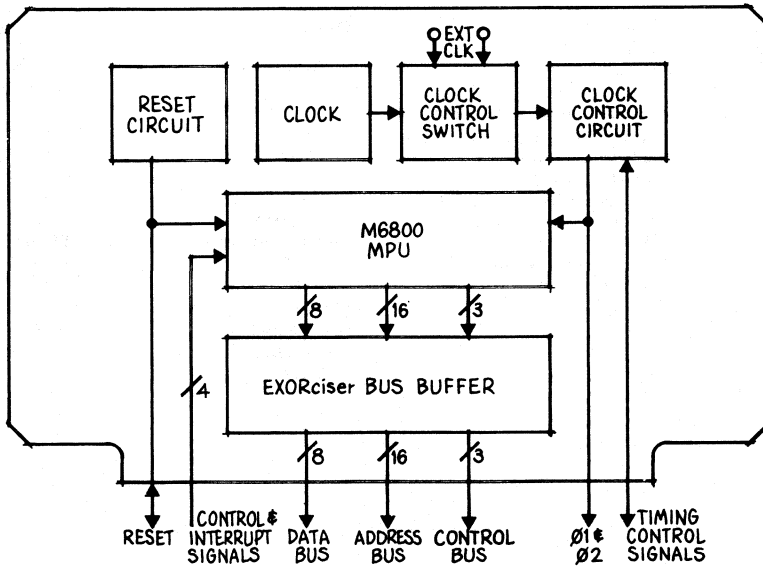 EXT
CLK
RESET
CIRCUIT
CLOCK
CLOCK
CONTROL
SWITCH
CLOCK
CONTROL
CIRCUIT
M6800
MPU
8
16
3
EXORciser BUS BUFFER
4
8
16
3
RESET
CONTROL &
INTERRUPT
SIGNALS
DATA
BUS
ADDRESS
BUS
CONTROL
BUS
Ø1 &
Ø2
TIMING
CONTROL
SIGNALS